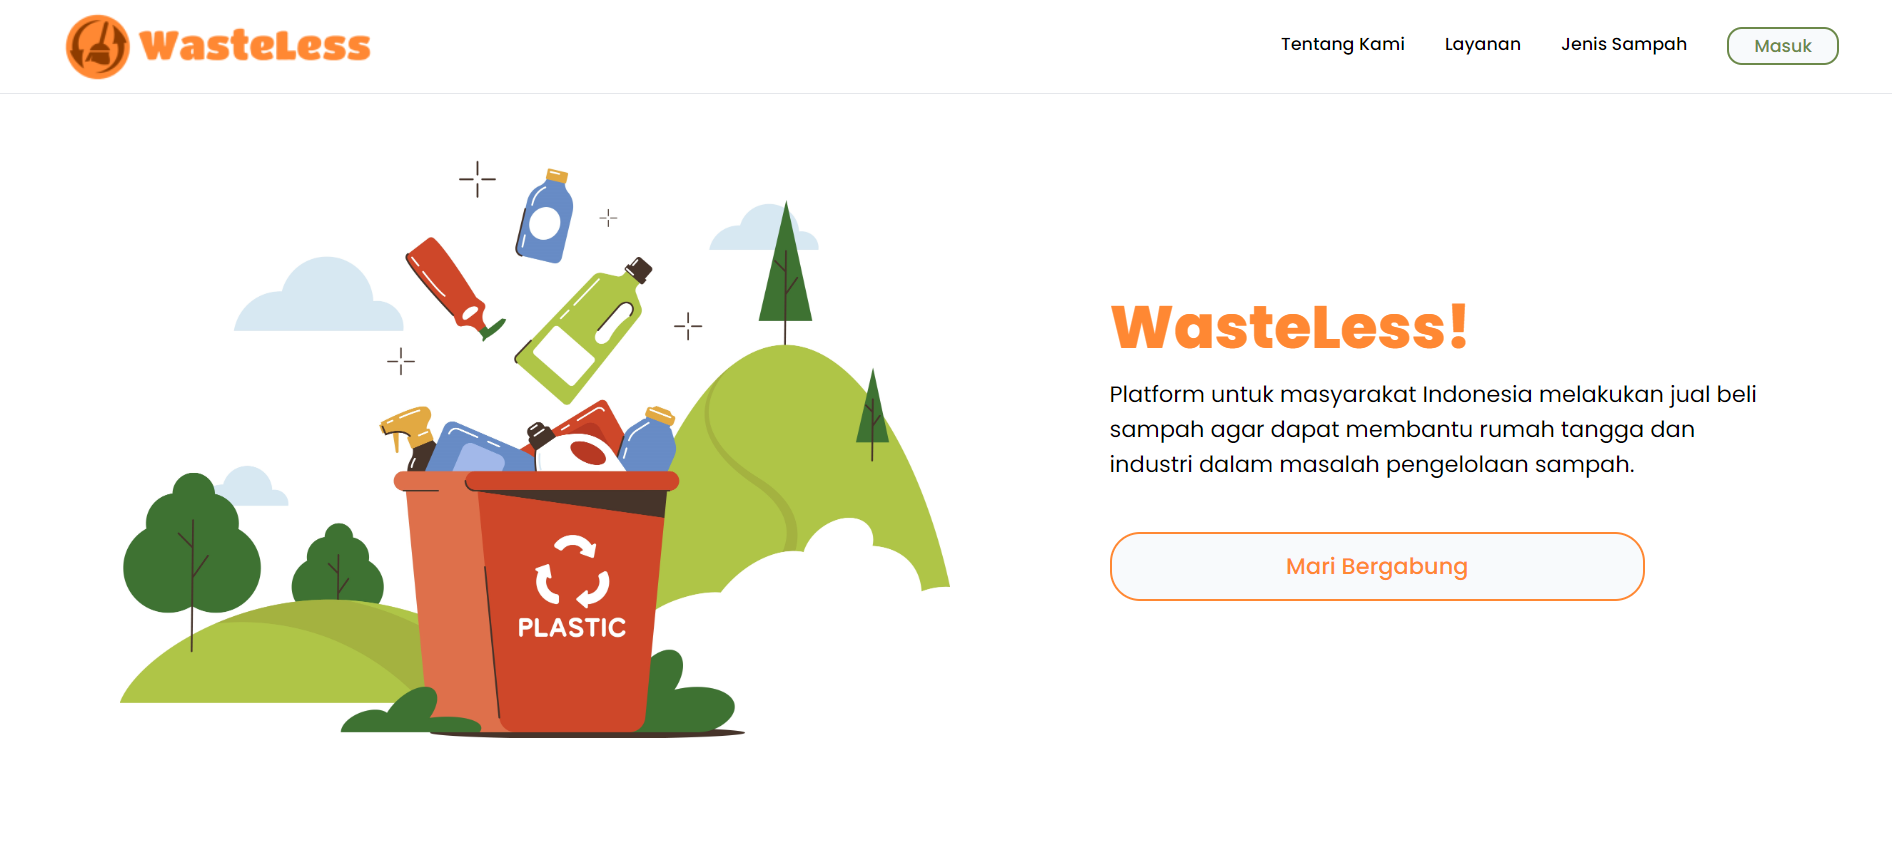 WasteLess
Tentang Kami
Layanan
Jenis Sampah
Masuk
PLASTIC
WasteLess!
Platform untuk masyarakat Indonesia melakukan jual beli
sampah agar dapat membantu rumah tangga dan
industri dalam masalah pengelolaan sampah.
Mari Bergabung